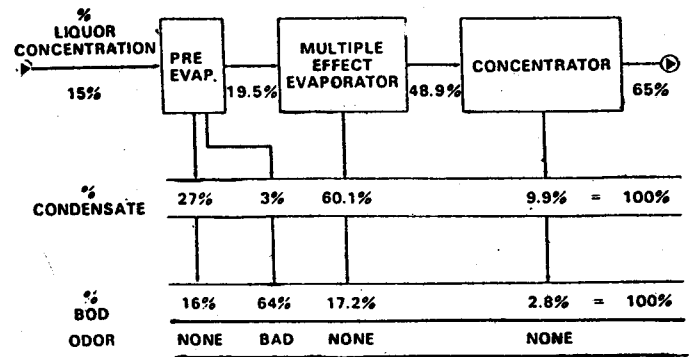 %
LIQUOR
CONCENTRATION
15%
PRE
EVAP.
19.5%
MULTIPLE
EFFECT
EVAPORATOR
48.9%
CONCENTRATOR
65%
%
CONDENSATE
27% 3% 60.1% 9.9% = 100%
%
BOD
16% 64% 17.2% 2.8% = 100%
ODOR NONE BAD NONE NONE